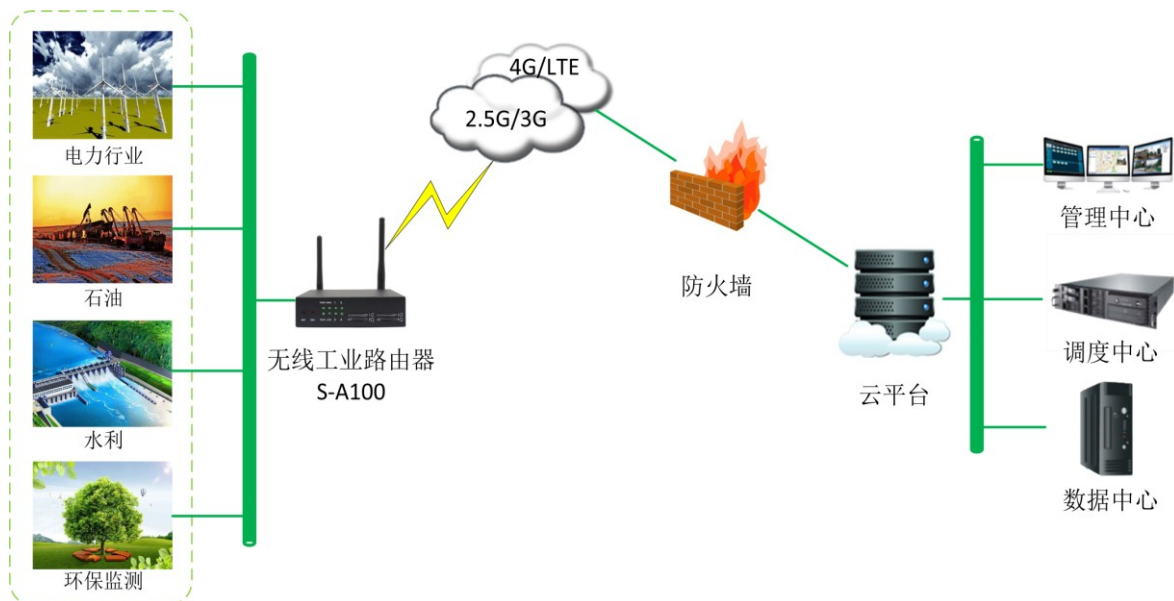 电力行业
石油
水利
环保监测
无线工业路由器
S-A100
4G/LTE
2.5G/3G
防火墙
云平台
管理中心
调度中心
数据中心